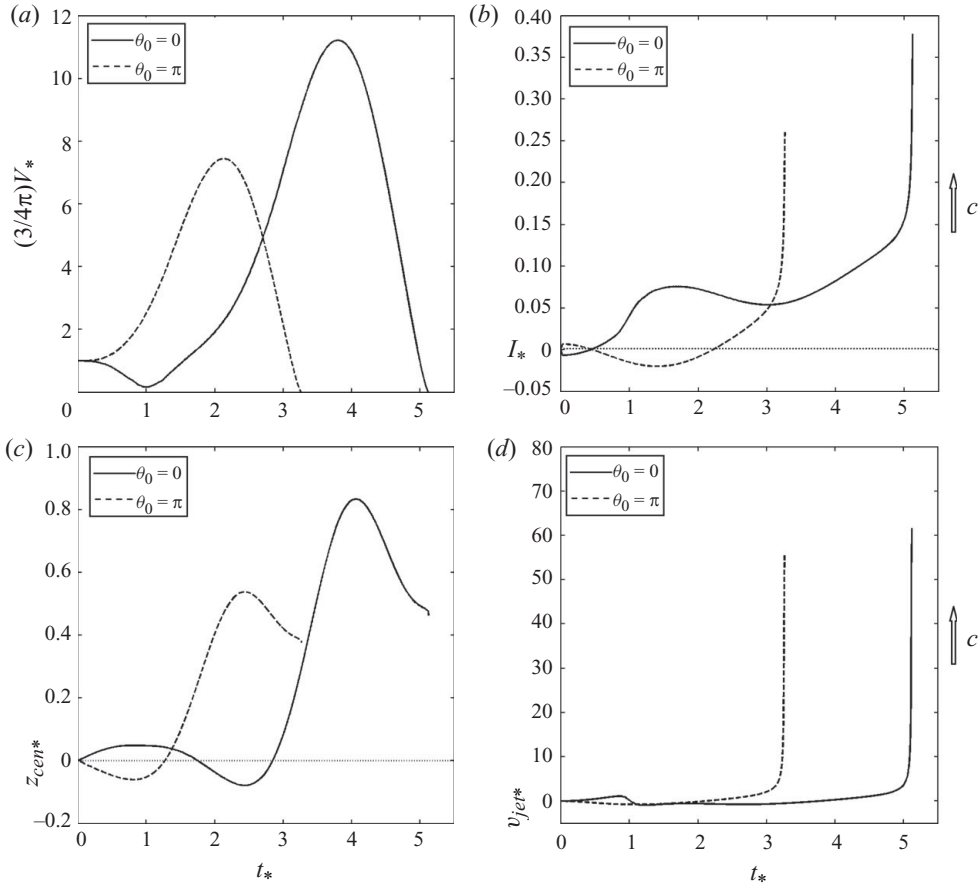 (a)
12
10
8
6
4
2
(3/4π)V*
θ0 = 0
θ0 = π
0 1 2 3 4 5
(b)
0.40
0.35
0.30
0.25
0.20
0.15
0.10
0.05
I* 0
−0.05
θ0 = 0
θ0 = π
c
0 1 2 3 4 5
(c)
1.0
0.8
0.6
0.4
0.2
0
−0.2
zcen*
θ0 = 0
θ0 = π
0 1 2 3 4 5
t*
(d)
80
70
60
50
40
30
20
10
0
vjet*
θ0 = 0
θ0 = π
c
0 1 2 3 4 5
t*